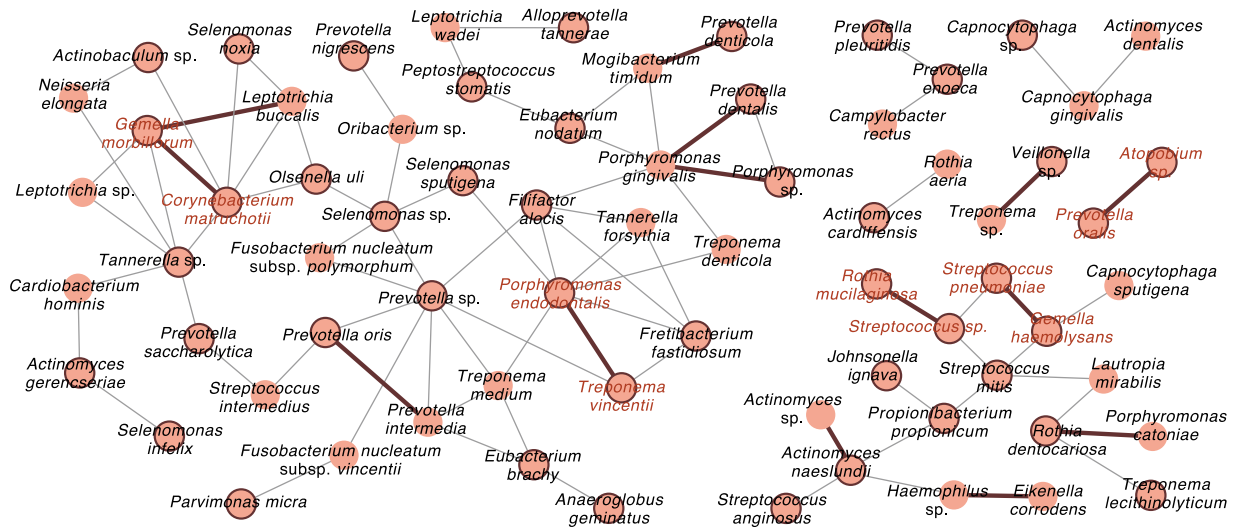 Actinobaculum sp.
Selenomonas
noxia
Prevotella
nigrescens
Leptotrichia
wadei
Alloprevotella
tannerae
Prevotella
denticola
Mogibacterium
timidum
Prevotella
pleuritidis
Capnocytophaga
sp.
Actinomyces
dentalis
Neisseria
elongata
Leptotrichia
buccalis
Peptostreptococcus
stomatis
Prevotella
dentalis
Prevotella
enoeca
Capnocytophaga
gingivalis
Gemella
morbillorum
Oribacterium sp.
Eubacterium
nodatum
Campylobacter
rectus
Leptotrichia sp.
Corynebacterium
matruchotii
Olsenella uli
Selenomonas
sputigena
Porphyromonas
gingivalis
Porphyromonas
sp.
Rothia
aeria
Veillonella
sp.
Atopobium
sp.
Selenomonas sp.
Filifactor
alocis
Tannerella
forsythia
Actinomyces
cardiffensis
Treponema
sp.
Prevotella
oralis
Tannerella sp.
Fusobacterium nucleatum
subsp. polymorphum
Treponema
denticola
Cardiobacterium
hominis
Prevotella sp.
Porphyromonas
endodontalis
Rothia
mucilaginosa
Streptococcus
pneumoniae
Capnocytophaga
sputigena
Prevotella
saccharolytica
Prevotella oris
Fretibacterium
fastidiosum
Streptococcus sp.
Gemella
haemolysans
Actinomyces
gerencseriae
Streptococcus
intermedius
Treponema
medium
Treponema
vincentii
Johnsonella
ignava
Streptococcus
mitis
Lautropia
mirabilis
Selenomonas
infelix
Prevotella
intermedia
Actinomyces
sp.
Propionibacterium
propionicum
Rothia
dentocariosa
Porphyromonas
catoniae
Fusobacterium nucleatum
subsp. vincentii
Eubacterium
brachy
Actinomyces
naeslundii
Parvimonas micra
Anaeroglobus
geminatus
Streptococcus
anginosus
Haemophilus
sp.
Eikenella
corrodens
Treponema
lecithinolyticum